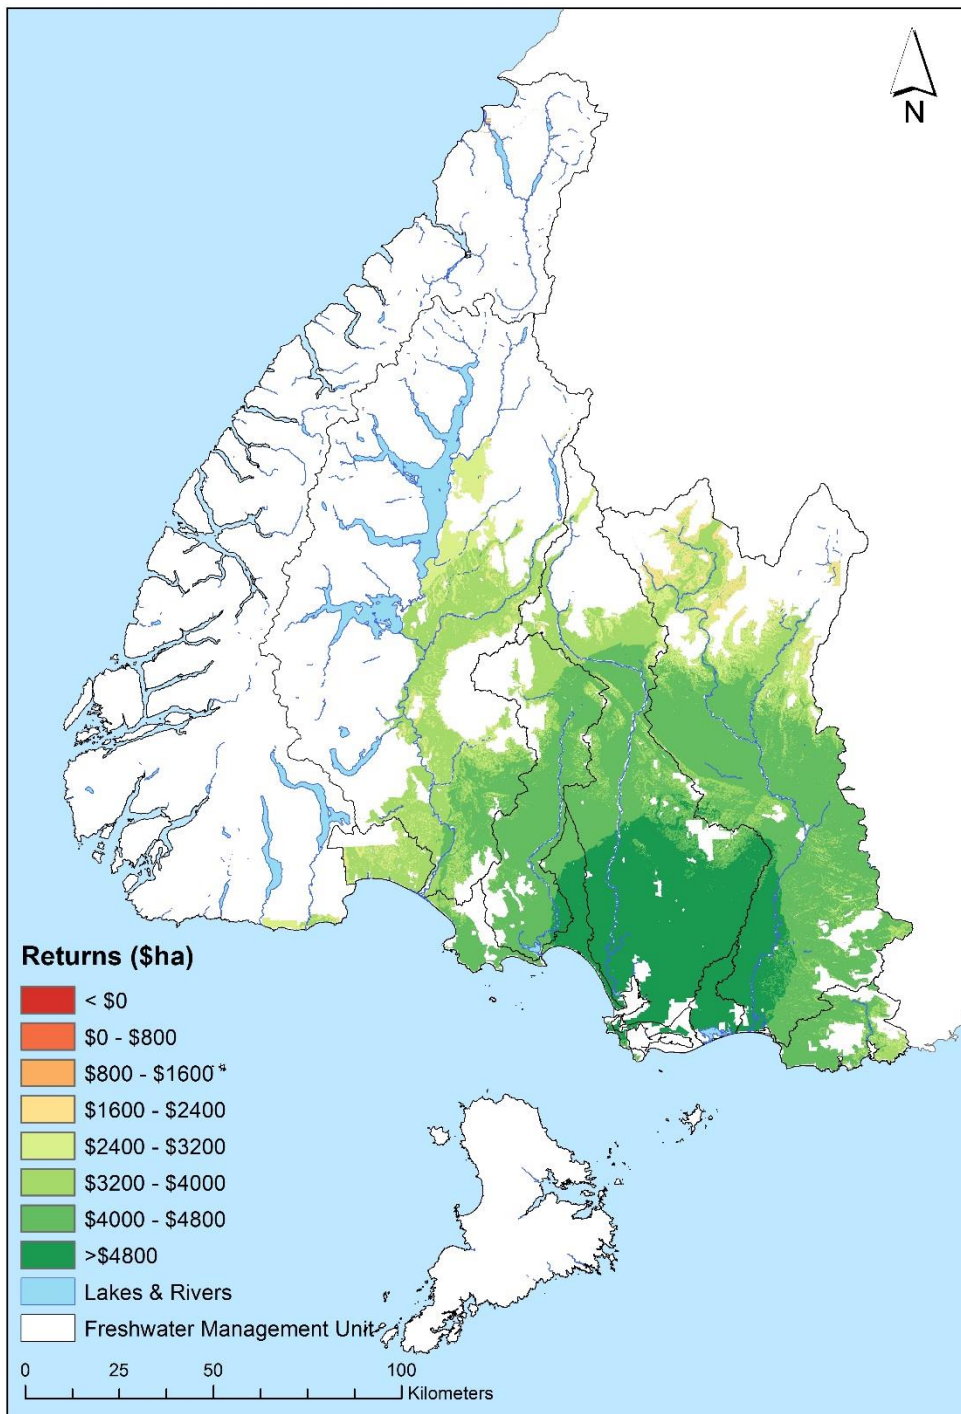 N
Returns ($ha)
< $0
$0 - $800
$800 - $1600
$1600 - $2400
$2400 - $3200
$3200 - $4000
$4000 - $4800
>$4800
Lakes & Rivers
Freshwater Management Unit
0 25 50 100
Kilometers